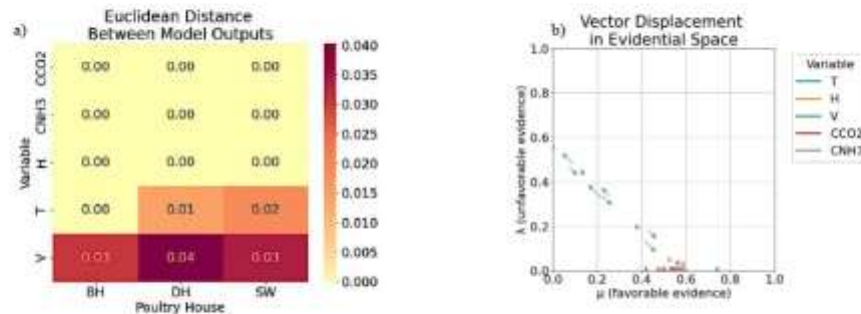 a)
Euclidean Distance
Between Model Outputs
Variable
CCO2
CNH3
H
T
V
0.00 0.00 0.00
0.00 0.00 0.00
0.00 0.00 0.00
0.00 0.01 0.02
0.03 0.04 0.03
BH DH SW
Poultry House
0.040
0.035
0.030
0.025
0.020
0.015
0.010
0.005
0.000
b)
Vector Displacement
in Evidential Space
λ (unfavorable evidence)
1.0
0.8
0.6
0.4
0.2
0.0
0.0 0.2 0.4 0.6 0.8 1.0
μ (favorable evidence)
Variable
T
H
V
CCO2
CNH3